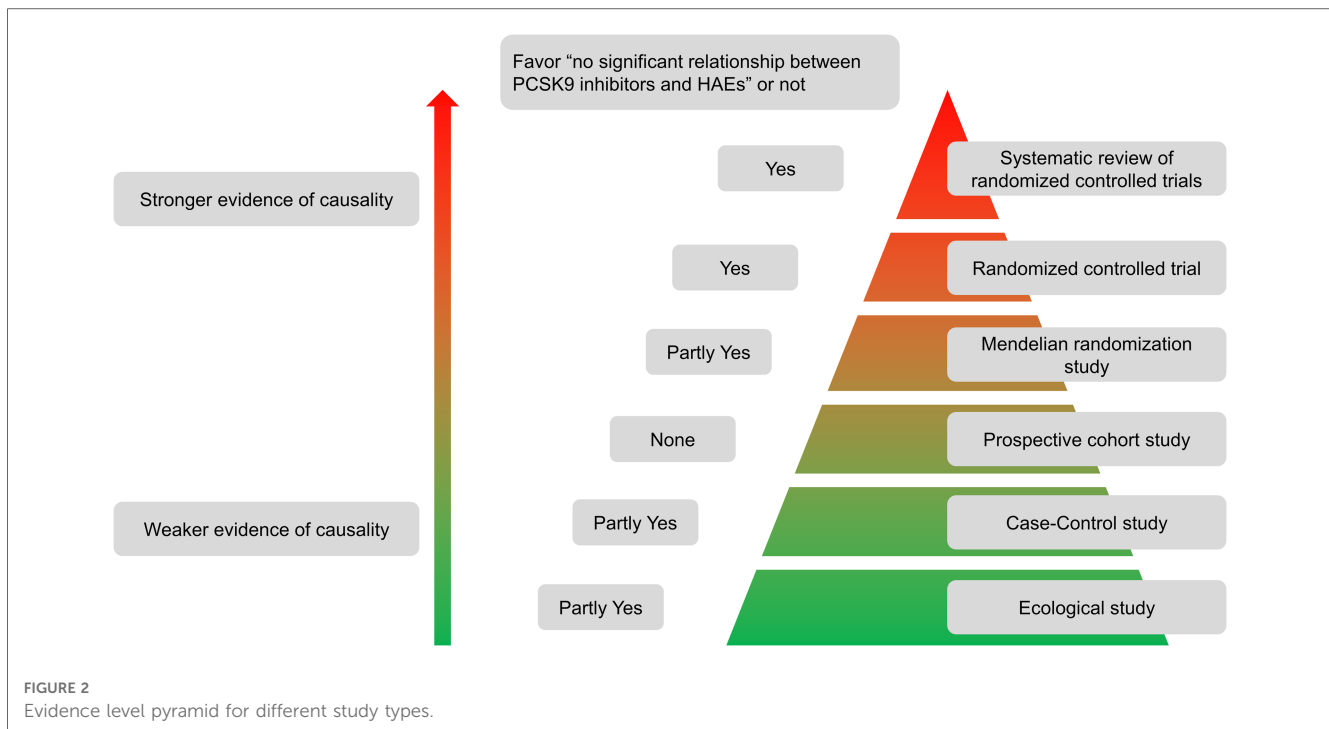 Favor “no significant relationship between
PCSK9 inhibitors and HAEs” or not
Stronger evidence of causality
Yes
Systematic review of
randomized controlled trials
Yes
Randomized controlled trial
Partly Yes
Mendelian randomization
study
None
Prospective cohort study
Weaker evidence of causality
Partly Yes
Case-Control study
Partly Yes
Ecological study
FIGURE 2
Evidence level pyramid for different study types.